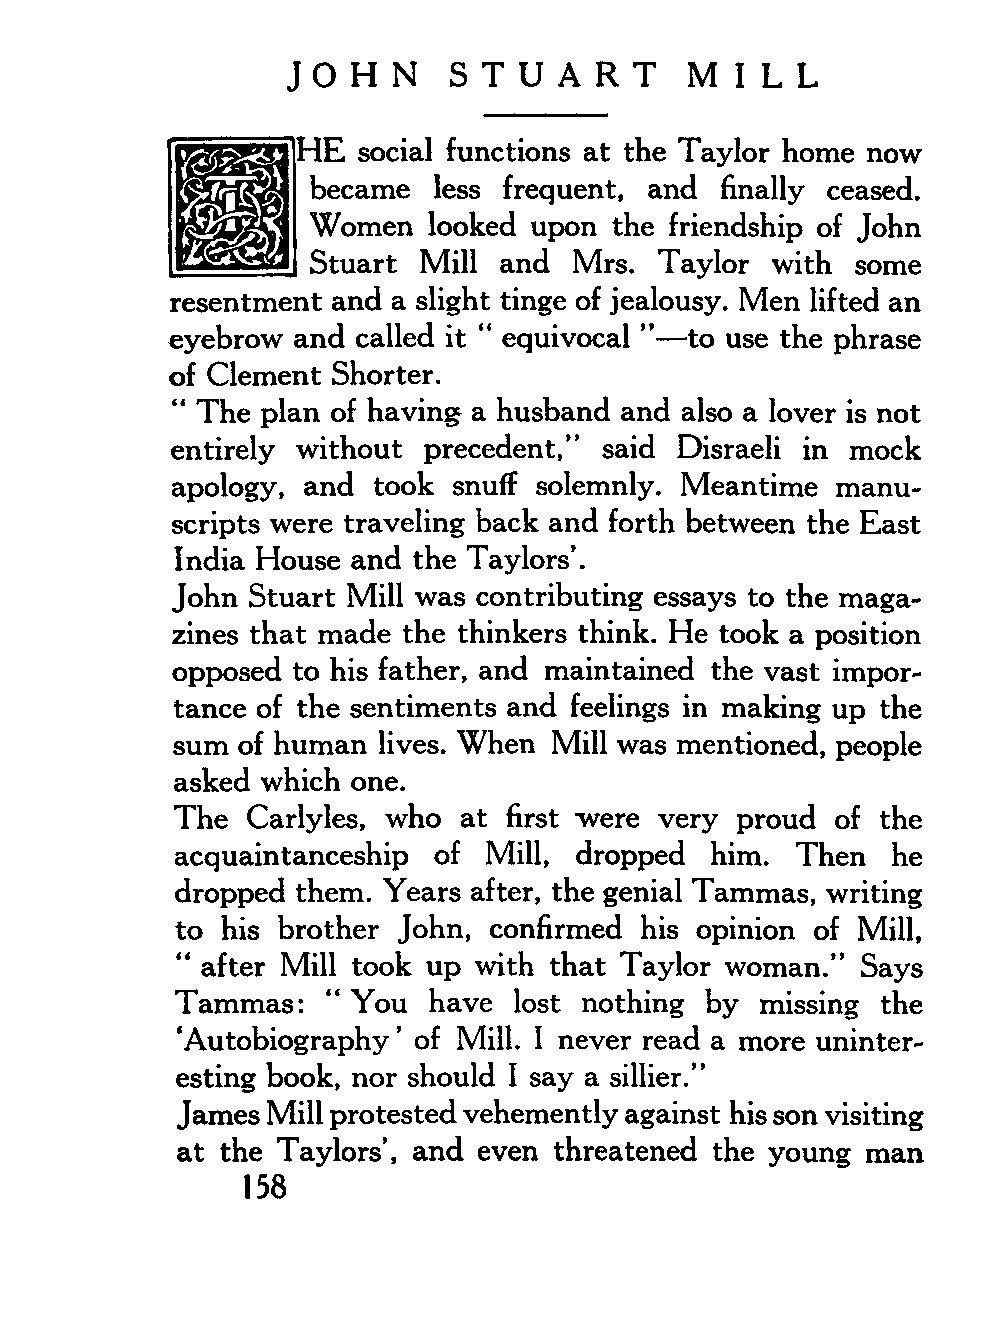 JOHN STUART MILL
THE social functions at the Taylor home now
became less frequent, and finally ceased.
Women looked upon the friendship of John
Stuart Mill and Mrs. Taylor with some
resentment and a slight tinge of jealousy. Men lifted an
eyebrow and called it “ equivocal ”—to use the phrase
of Clement Shorter.
“ The plan of having a husband and also a lover is not
entirely without precedent,” said Disraeli in mock
apology, and took snuff solemnly. Meantime manu-
scripts were traveling back and forth between the East
India House and the Taylors’.
John Stuart Mill was contributing essays to the maga-
zines that made the thinkers think. He took a position
opposed to his father, and maintained the vast impor-
tance of the sentiments and feelings in making up the
sum of human lives. When Mill was mentioned, people
asked which one.
The Carlyles, who at first were very proud of the
acquaintanceship of Mill, dropped him. Then he
dropped them. Years after, the genial Tammas, writing
to his brother John, confirmed his opinion of Mill,
“ after Mill took up with that Taylor woman.” Says
Tammas: “ You have lost nothing by missing the
‘Autobiography ’ of Mill. I never read a more uninter-
esting book, nor should I say a sillier.”
James Mill protested vehemently against his son visiting
at the Taylors’, and even threatened the young man
158